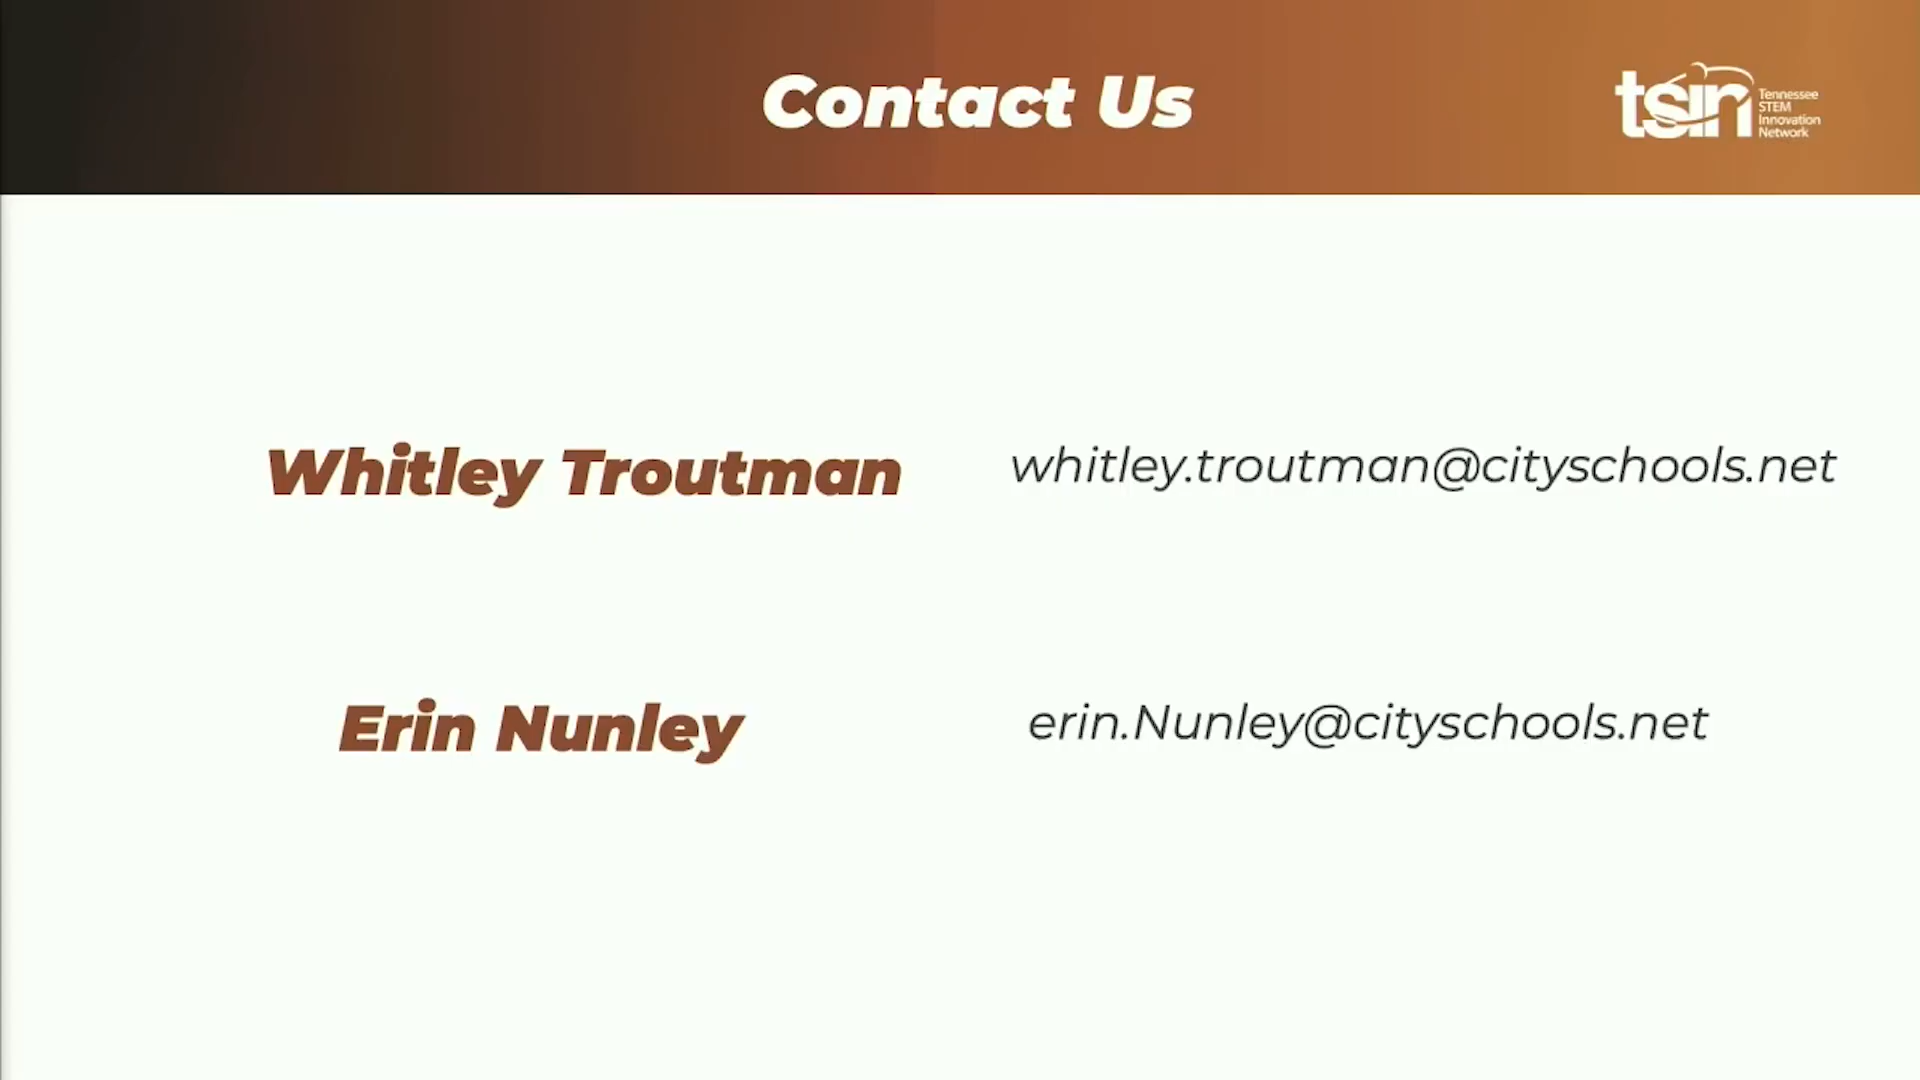 Contact Us
tsin
Tennessee
STEM
Innovation
Network
Whitley Troutman
whitley.troutman@cityschools.net
Erin Nunley
erin.Nunley@cityschools.net